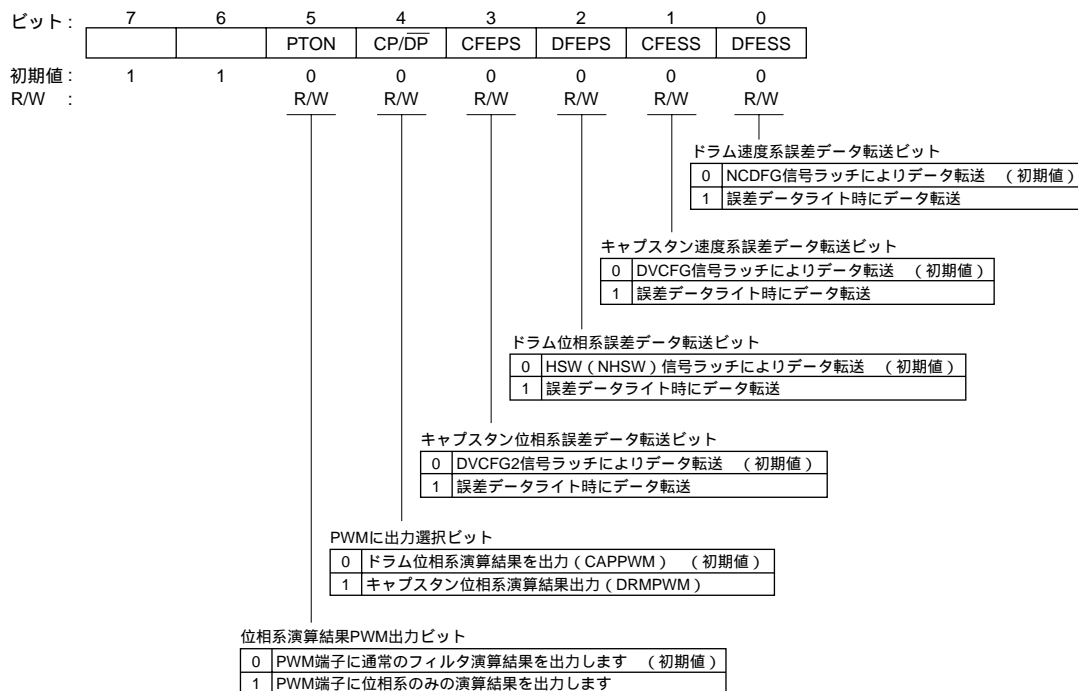 ビット: 7 6 5 4 3 2 1 0
PTON CP/DP CFEPS DFEPS CFESS DFESS
初期値: 1 1 0 0 0 0 0 0
R/W : R/W R/W R/W R/W R/W R/W
ドラム速度系誤差データ転送ビット
0 NCDFG信号ラッチによりデータ転送 (初期値)
1 誤差データライト時にデータ転送
キャプスタン速度系誤差データ転送ビット
0 DVCFG信号ラッチによりデータ転送 (初期値)
1 誤差データライト時にデータ転送
ドラム位相系誤差データ転送ビット
0 HSW(NHSW)信号ラッチによりデータ転送 (初期値)
1 誤差データライト時にデータ転送
キャプスタン位相系誤差データ転送ビット
0 DVCFG2信号ラッチによりデータ転送 (初期値)
1 誤差データライト時にデータ転送
PWMに出力選択ビット
0 ドラム位相系演算結果を出力(CAPPWM) (初期値)
1 キャプスタン位相系演算結果出力(DRMPWM)
位相系演算結果PWM出力ビット
0 PWM端子に通常のフィルタ演算結果を出力します (初期値)
1 PWM端子に位相系のみの演算結果を出力します